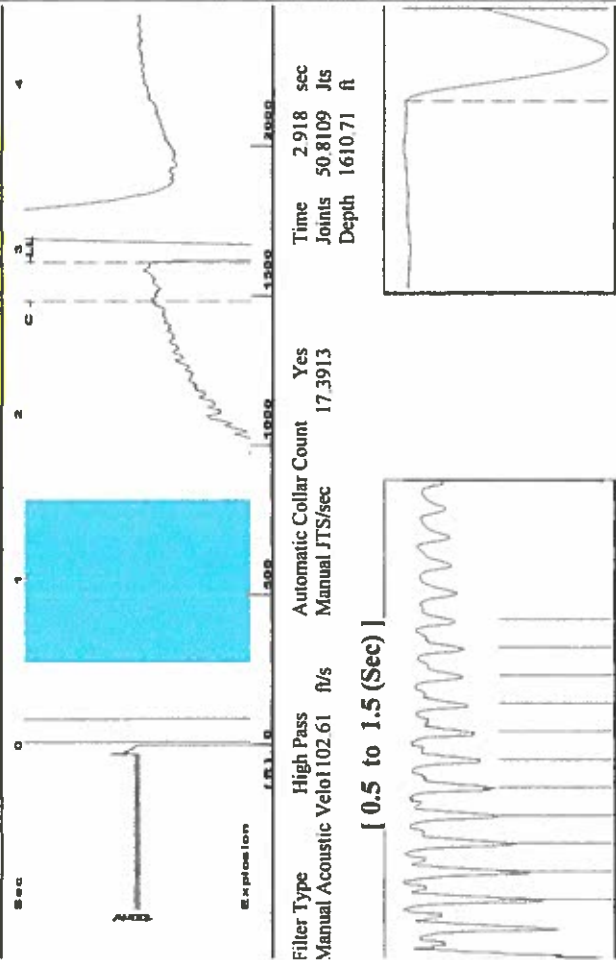 Sec 0 1 2 C 3 LL 4
Explosion
(ft) 0 500 1000 1500 2000
Filter Type High Pass Automatic Collar Count Yes Time 2.918 sec
Manual Acoustic Velo1102.61 ft/s Manual JTS/sec 17.3913 Joints 50.8109 Jts
Depth 1610.71 ft
[ 0.5 to 1.5 (Sec) ]